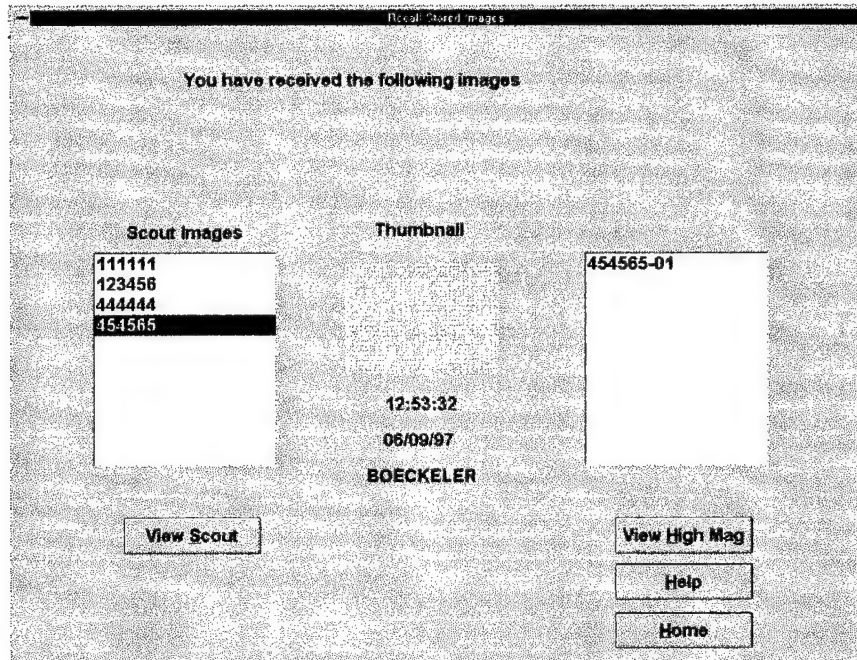 Recall Stored Images
You have received the following images
Scout Images
Thumbnail
111111
123456
444444
454565
454565-01
12:53:32
06/09/97
BOECKELER
View Scout
View High Mag
Help
Home